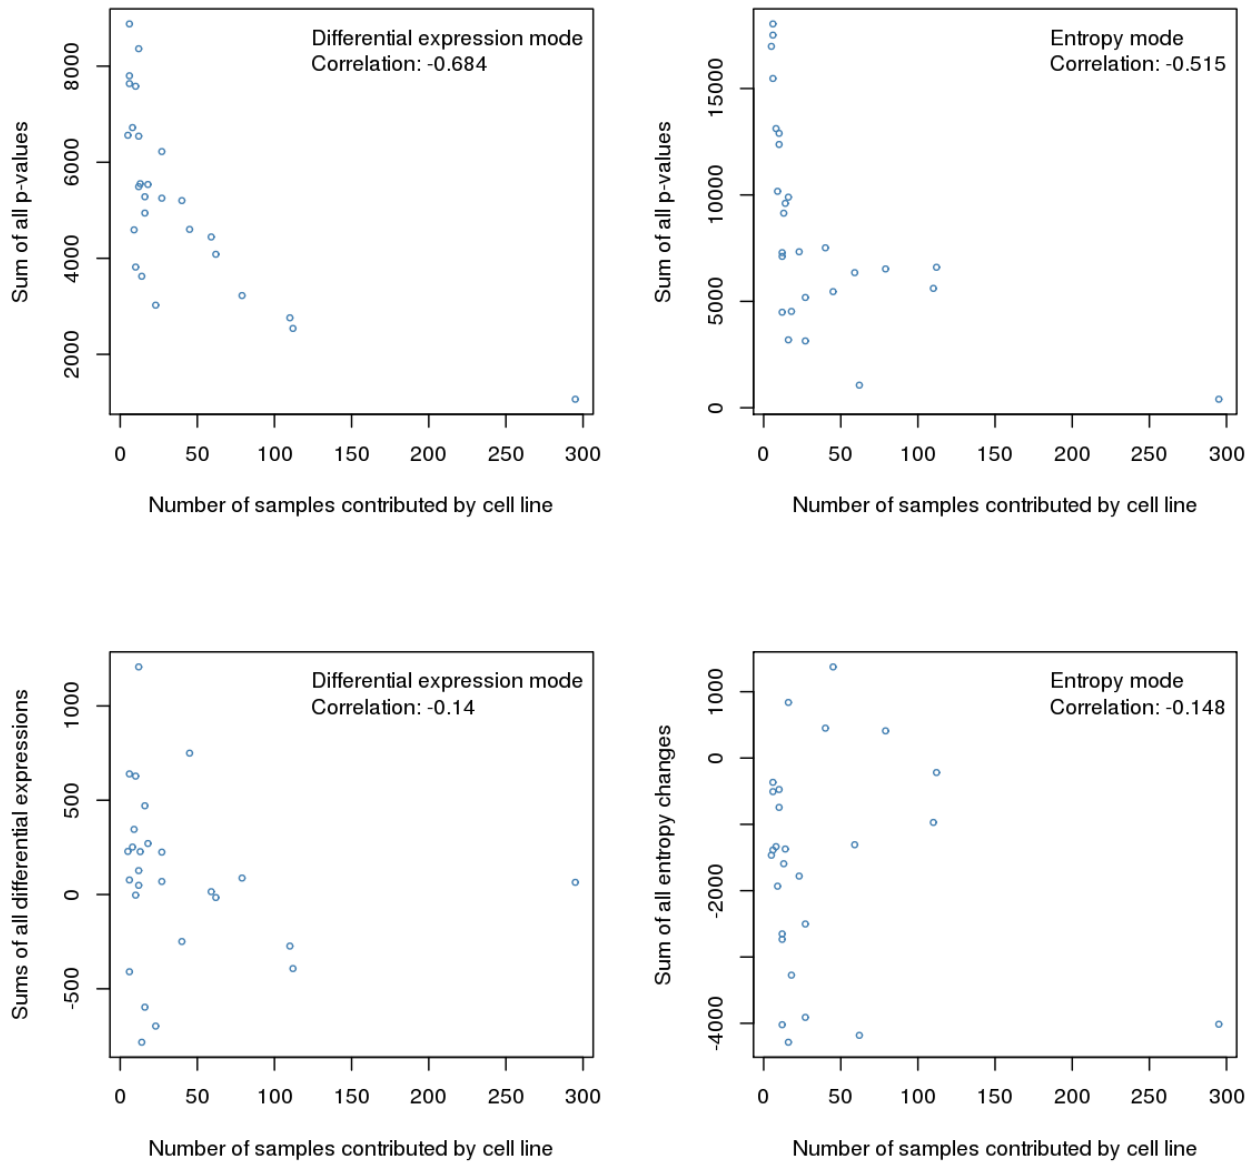 Differential expression mode
Correlation: -0.684
Sum of all p-values
8000
6000
4000
2000
0 50 100 150 200 250 300
Number of samples contributed by cell line
Entropy mode
Correlation: -0.515
Sum of all p-values
15000
10000
5000
0
0 50 100 150 200 250 300
Number of samples contributed by cell line
Differential expression mode
Correlation: -0.14
Sums of all differential expressions
1000
500
0
-500
0 50 100 150 200 250 300
Number of samples contributed by cell line
Entropy mode
Correlation: -0.148
Sum of all entropy changes
1000
0
-2000
-4000
0 50 100 150 200 250 300
Number of samples contributed by cell line